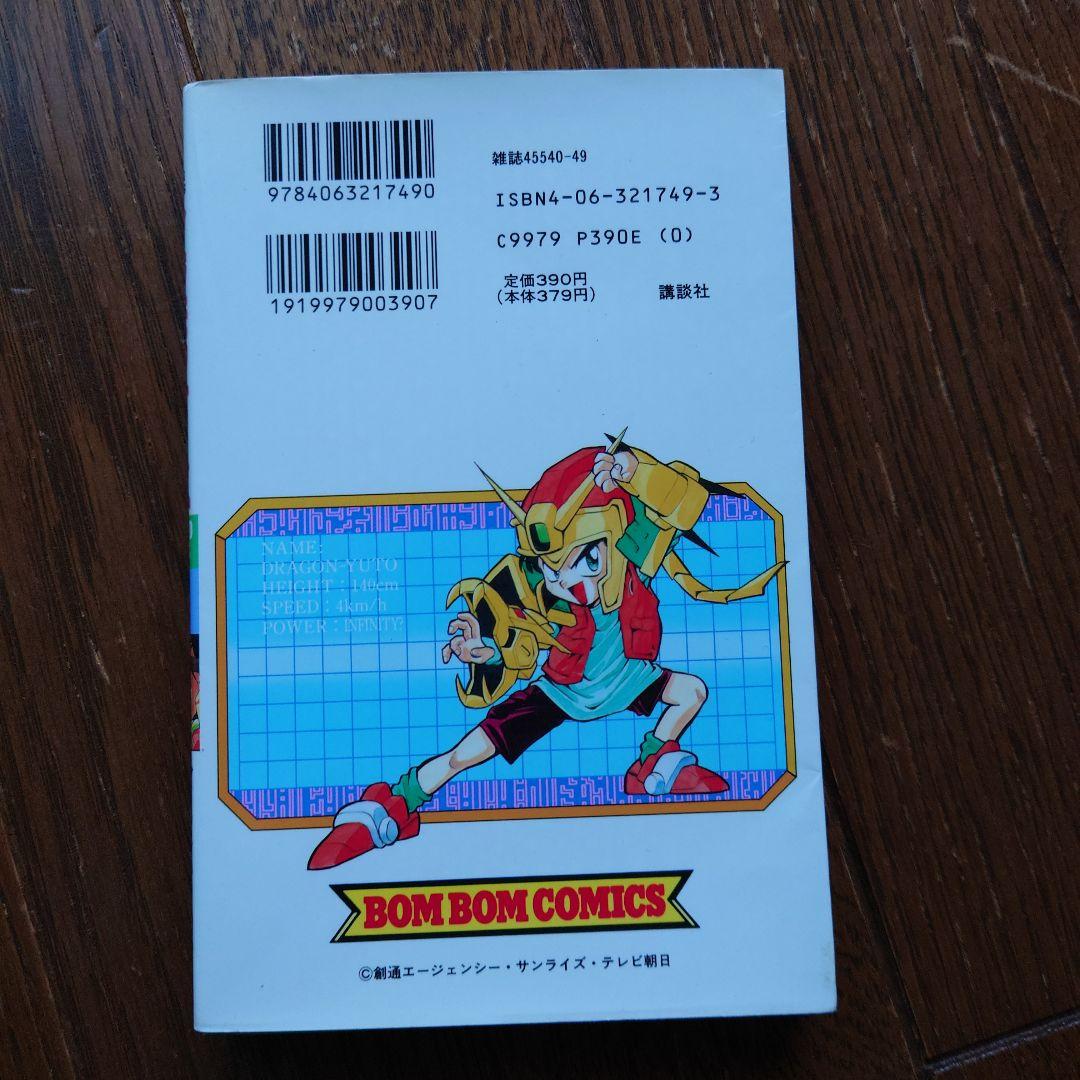 9784063217490
雑誌45540-49
ISBN4-06-321749-3
C9979 P390E (0)
1919979003907
定価390円
(本体379円)
講談社
NAME:
DRAGON-YUTO
HEIGHT : 140cm
SPEED : 4km/h
POWER : INFINITY?
BOM BOM COMICS
©創通エージェンシー・サンライズ・テレビ朝日